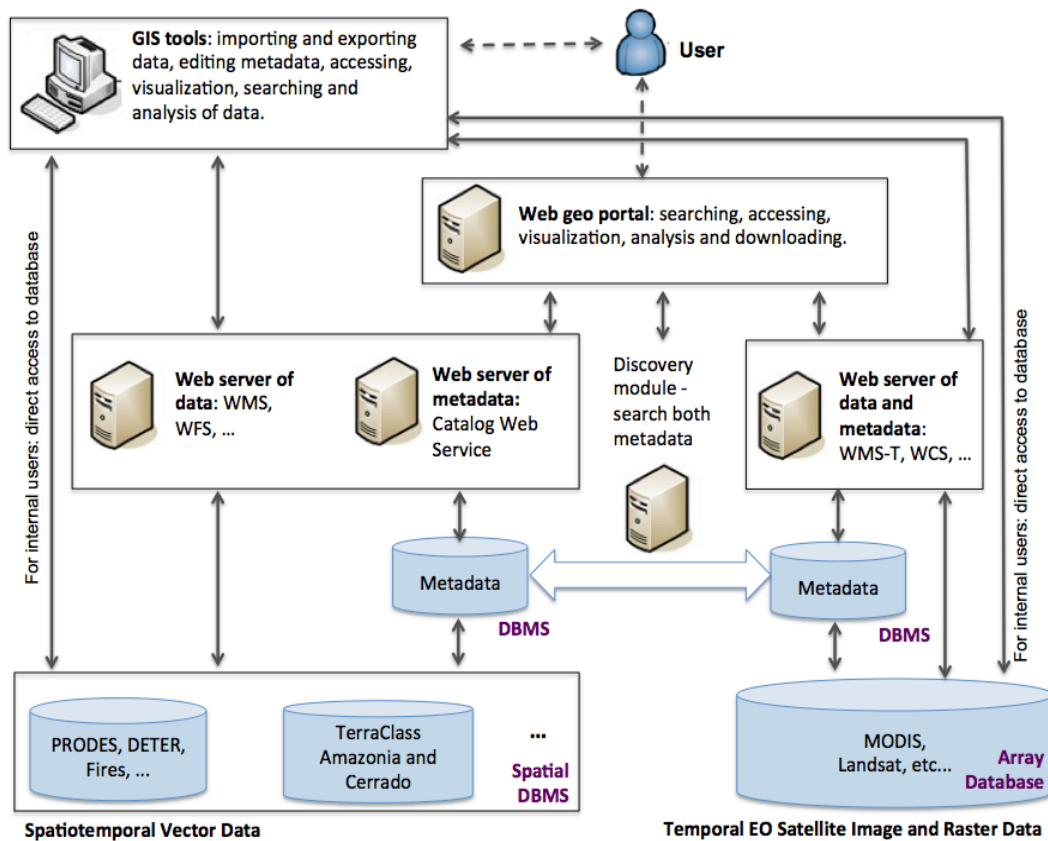 GIS tools: importing and exporting
data, editing metadata, accessing,
visualization, searching and
analysis of data.
User
Web geo portal: searching, accessing,
visualization, analysis and downloading.
For internal users: direct access to database
Web server of
data: WMS,
WFS, ...
Web server of
metadata:
Catalog Web
Service
Discovery
module -
search both
metadata
Web server of
data and
metadata:
WMS-T, WCS, ...
For internal users: direct access to database
Metadata
DBMS
Metadata
DBMS
PRODES, DETER,
Fires, ...
TerraClass
Amazonia and
Cerrado
...
Spatial
DBMS
MODIS,
Landsat, etc...
Array
Database
Spatiotemporal Vector Data
Temporal EO Satellite Image and Raster Data